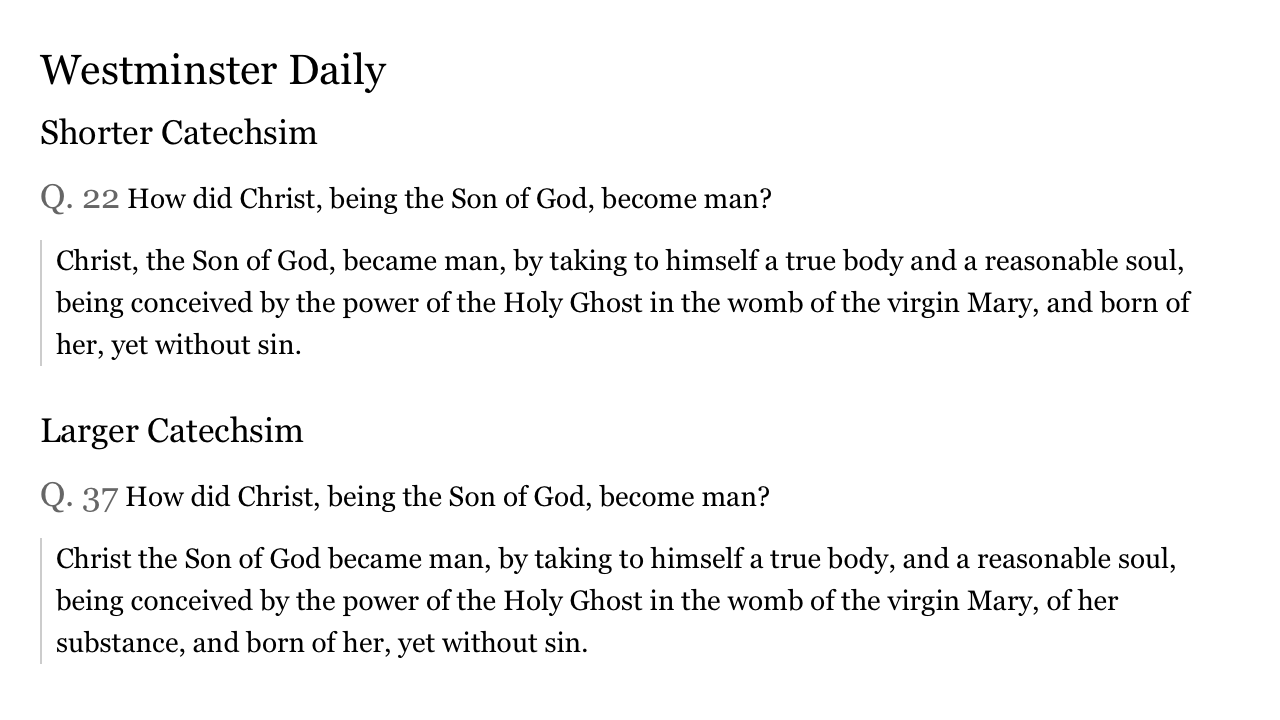 Westminster Daily
Shorter Catechsim
Q. 22 How did Christ, being the Son of God, become man?
Christ, the Son of God, became man, by taking to himself a true body and a reasonable soul,
being conceived by the power of the Holy Ghost in the womb of the virgin Mary, and born of
her, yet without sin.
Larger Catechsim
Q. 37 How did Christ, being the Son of God, become man?
Christ the Son of God became man, by taking to himself a true body, and a reasonable soul,
being conceived by the power of the Holy Ghost in the womb of the virgin Mary, of her
substance, and born of her, yet without sin.